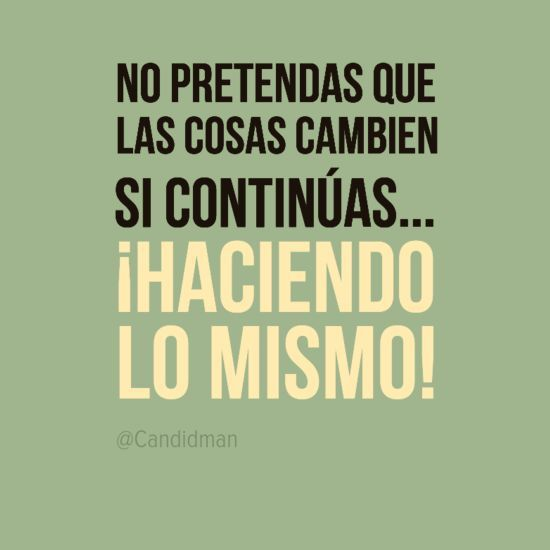 NO PRETENDAS QUE
LAS COSAS CAMBIEN
SI CONTINÚAS...
¡HACIENDO
LO MISMO!
@Candidman